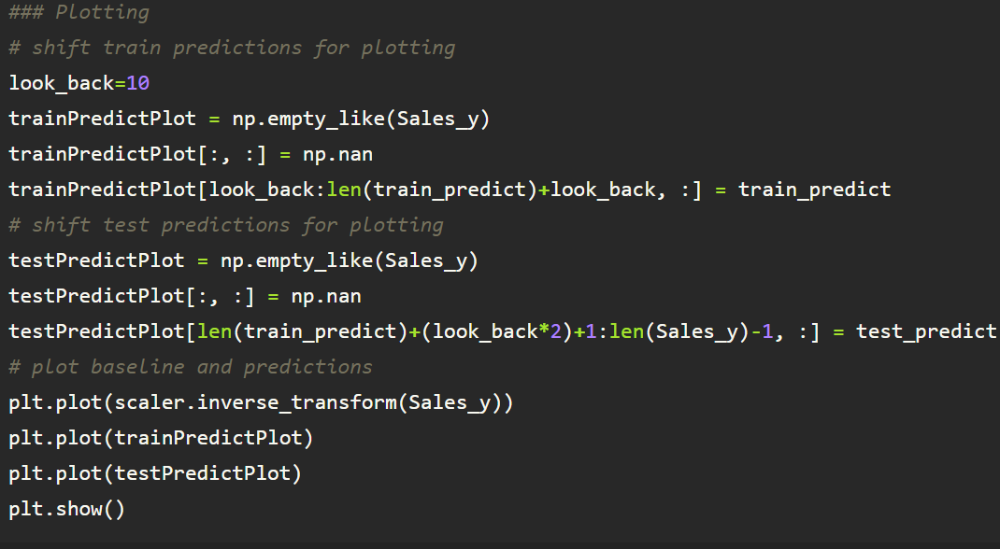 ### Plotting
# shift train predictions for plotting
look_back=10
trainPredictPlot = np.empty_like(Sales_y)
trainPredictPlot[:, :] = np.nan
trainPredictPlot[look_back:len(train_predict)+look_back, :] = train_predict
# shift test predictions for plotting
testPredictPlot = np.empty_like(Sales_y)
testPredictPlot[:, :] = np.nan
testPredictPlot[len(train_predict)+(look_back*2)+1:len(Sales_y)-1, :] = test_predict
# plot baseline and predictions
plt.plot(scaler.inverse_transform(Sales_y))
plt.plot(trainPredictPlot)
plt.plot(testPredictPlot)
plt.show()